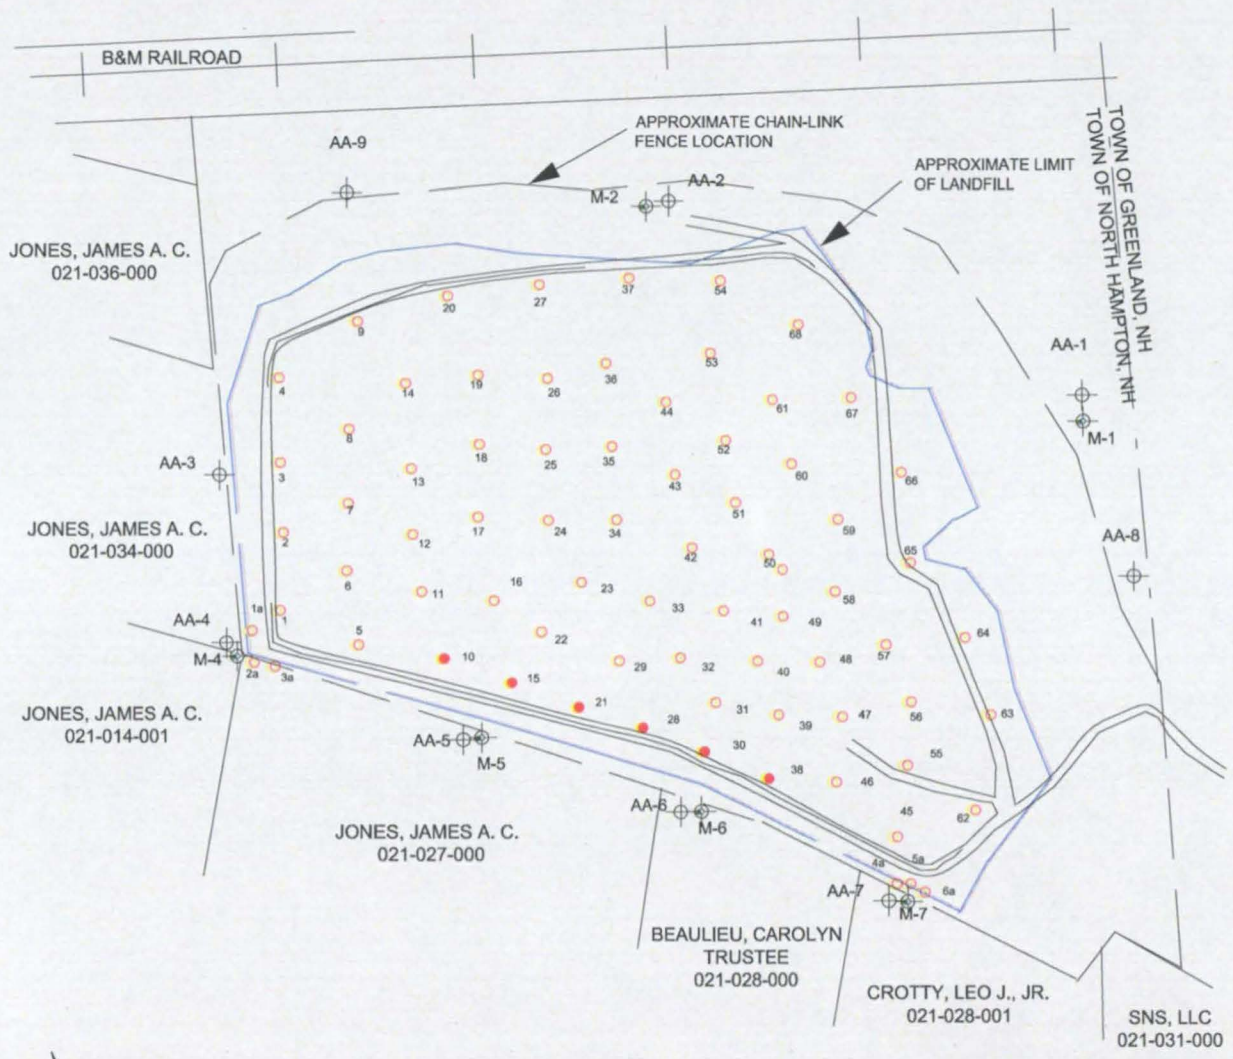 B&M RAILROAD
APPROXIMATE CHAIN-LINK
FENCE LOCATION
APPROXIMATE LIMIT
OF LANDFILL
TOWN OF GREENLAND, NH
TOWN OF NORTH HAMPTON, NH
AA-9
M-2
AA-2
JONES, JAMES A. C.
021-036-000
37
54
27
20
9
68
AA-1
53
36
19
26
4
14
44
61
67
M-1
8
52
18
25
35
AA-3
3
13
43
60
66
7
51
JONES, JAMES A. C.
021-034-000
17
24
34
59
2
12
42
50
65
AA-8
6
16
23
11
33
58
1a
1
41
49
64
AA-4
22
5
57
M-4
10
29
32
40
48
2a
3a
15
JONES, JAMES A. C.
021-014-001
21
31
39
47
56
63
28
AA-5
M-5
30
55
38
46
AA-6
M-6
45
62
JONES, JAMES A. C.
021-027-000
4a
5a
AA-7
6a
M-7
BEAULIEU, CAROLYN
TRUSTEE
021-028-000
CROTTY, LEO J., JR.
021-028-001
SNS, LLC
021-031-000